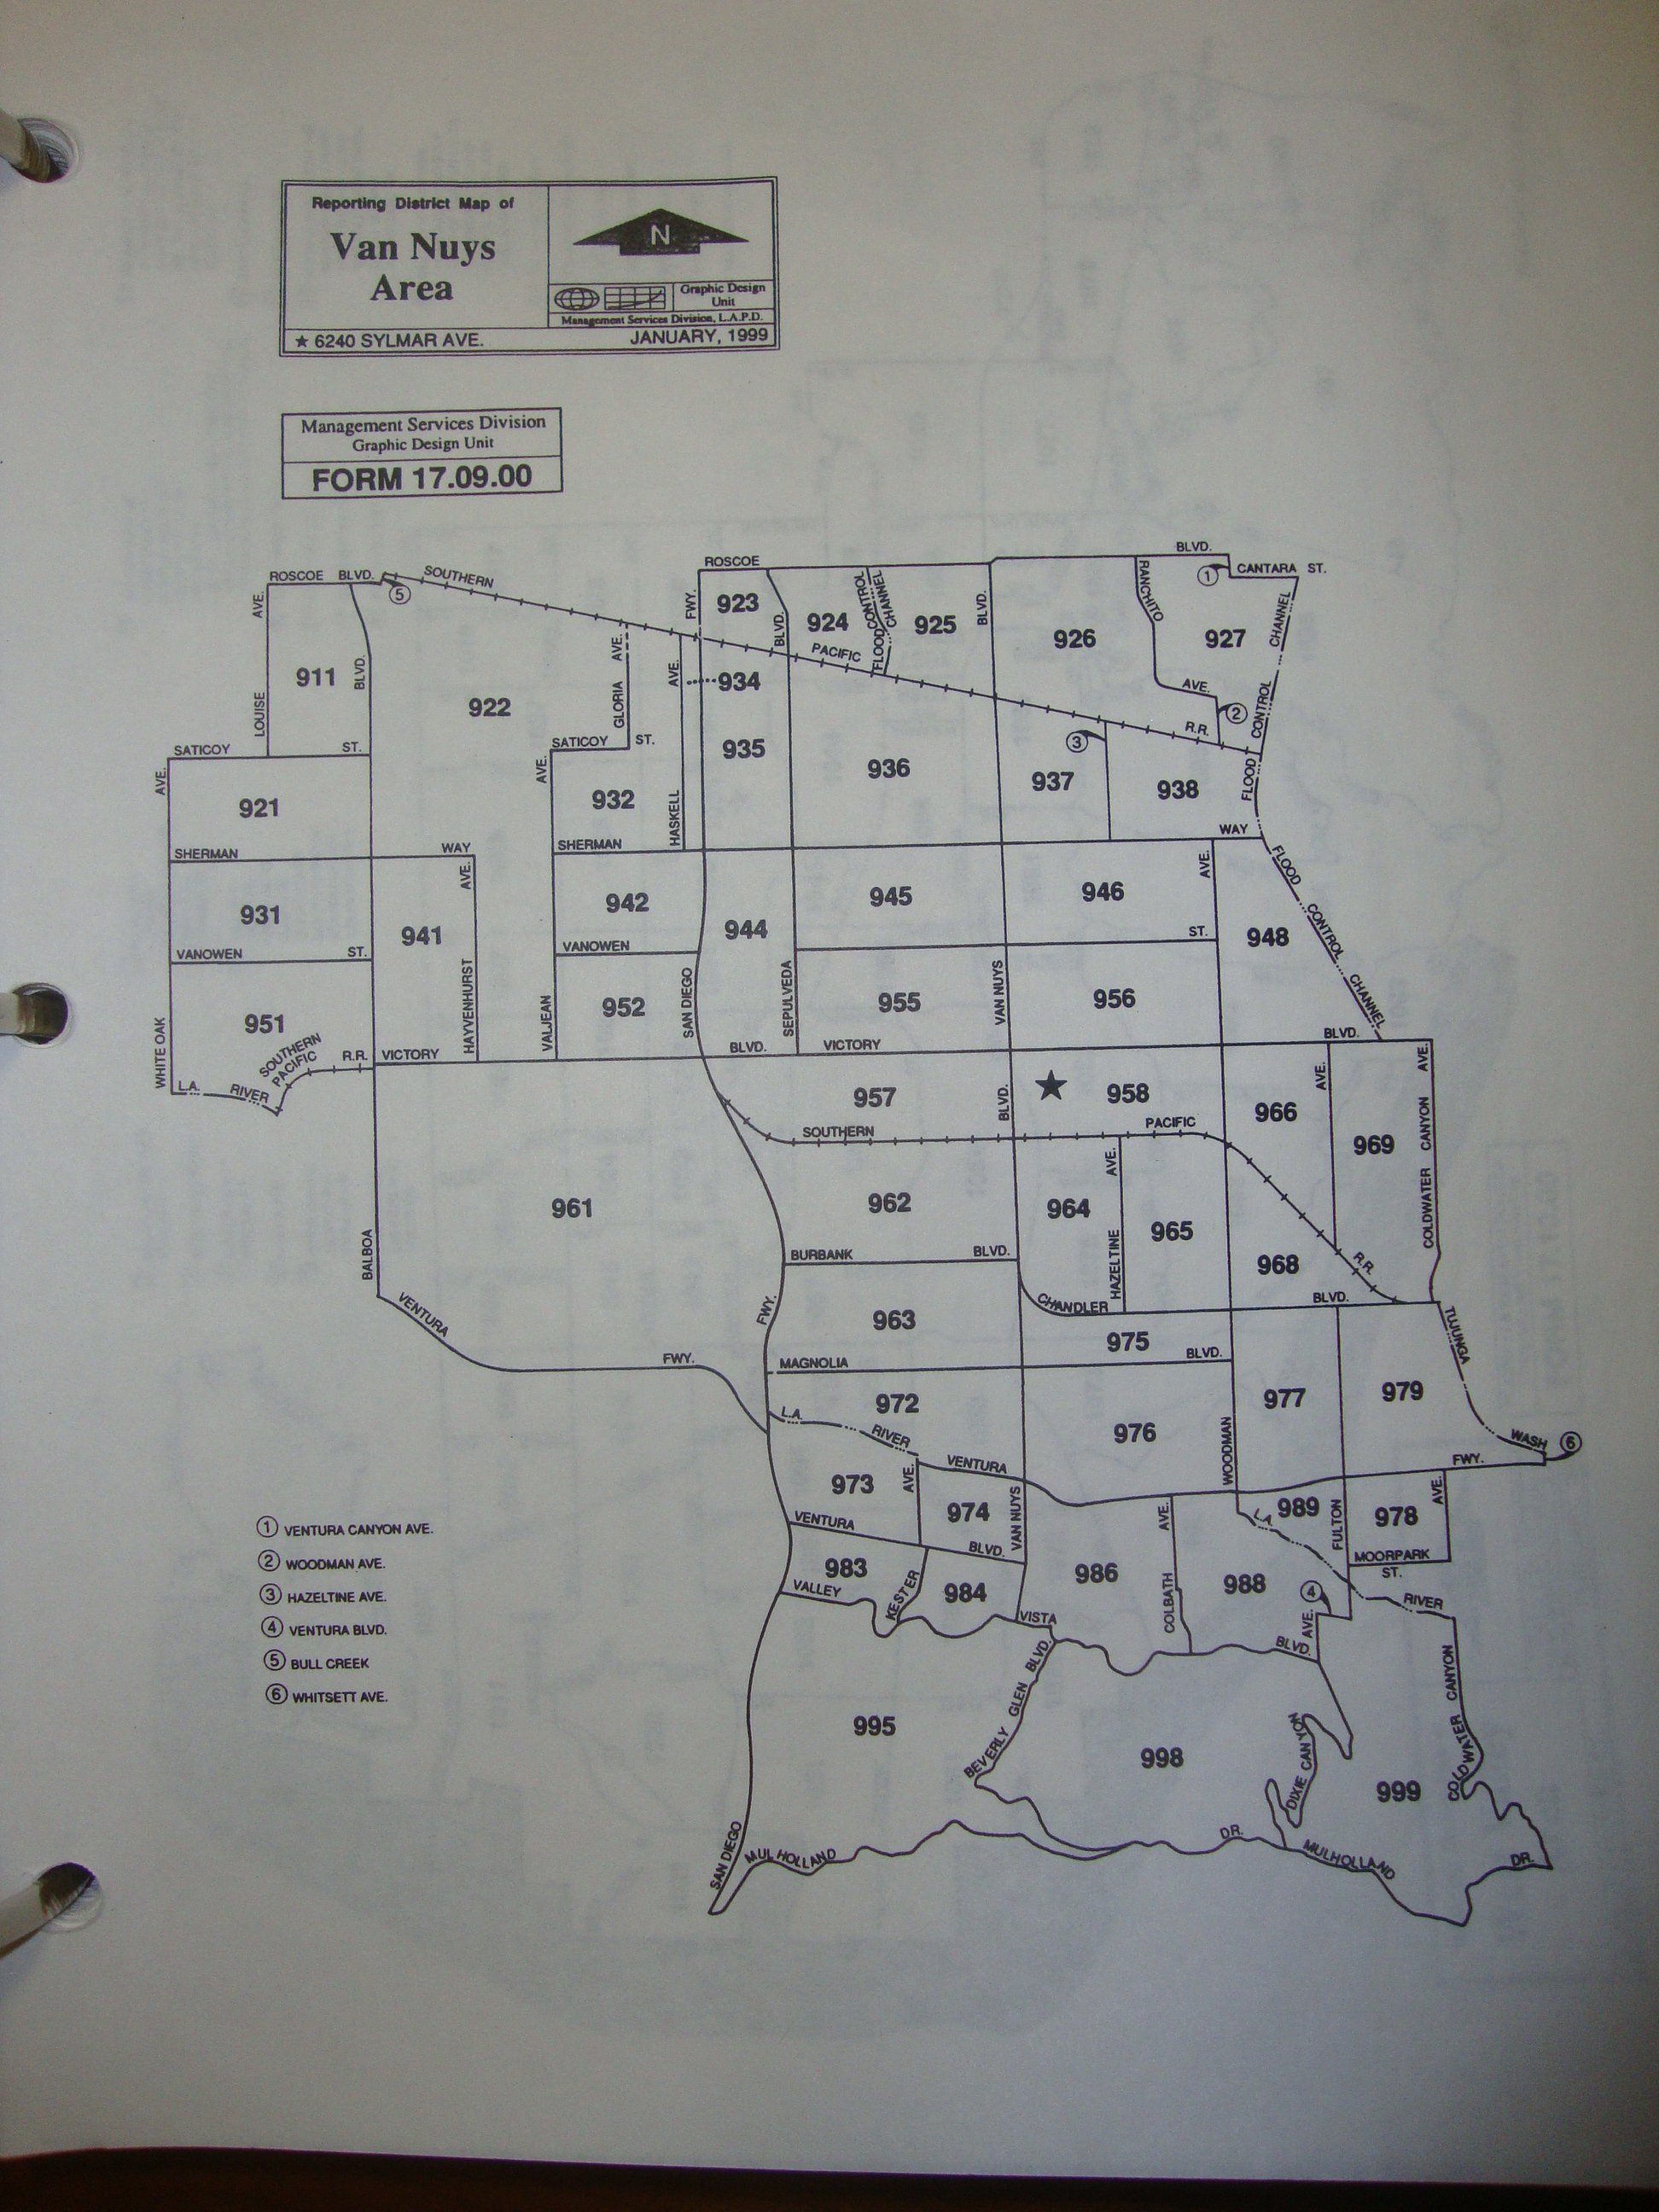 Reporting District Map of
Van Nuys
Area
N
Graphic Design
Unit
Management Services Division, L.A.P.D.
★ 6240 SYLMAR AVE.
JANUARY, 1999
Management Services Division
Graphic Design Unit
FORM 17.09.00
ROSCOE BLVD.
5
SOUTHERN
ROSCOE
BLVD.
1
CANTARA ST.
AVE.
FWY.
923
BLVD.
924
FLOOD CONTROL
CHANNEL
925
BLVD.
926
RANCHITO
927
CHANNEL
911
BLVD.
LOUISE
922
GLORIA AVE.
AVE.
934
PACIFIC
AVE.
2
CONTROL
R.R.
3
SATICOY
ST.
SATICOY
ST.
935
936
937
938
FLOOD
AVE.
921
AVE.
932
HASKELL
SHERMAN
WAY
SHERMAN
WAY
931
AVE.
941
942
944
945
946
AVE.
948
FLOOD CONTROL CHANNEL
VANOWEN
ST.
VANOWEN
ST.
951
HAYVENHURST
VALJEAN
952
SAN DIEGO
SEPULVEDA
955
VAN NUYS
956
WHITE OAK
SOUTHERN
PACIFIC
R.R.
VICTORY
BLVD.
VICTORY
BLVD.
L.A.
RIVER
957
BLVD.
★
958
966
AVE.
969
COLDWATER CANYON AVE.
SOUTHERN
PACIFIC
961
962
964
HAZELTINE AVE.
965
968
R.R.
BALBOA
BURBANK
BLVD.
VENTURA
FWY.
963
CHANDLER
BLVD.
975
TUJUNGA
FWY.
MAGNOLIA
BLVD.
972
976
977
979
L.A.
RIVER
WOODMAN
WASH
6
VENTURA
FWY.
973
AVE.
974
VAN NUYS
AVE.
L.A.
989
FULTON
978
AVE.
VENTURA
BLVD.
MOORPARK
ST.
983
KESTER
984
986
COLBATH
988
4
RIVER
VALLEY
VISTA
BLVD.
AVE.
995
BEVERLY GLEN BLVD.
998
DIXIE CANYON
999
COLDWATER CANYON
SAN DIEGO
MULHOLLAND
DR.
MULHOLLAND
DR.
1 VENTURA CANYON AVE.
2 WOODMAN AVE.
3 HAZELTINE AVE.
4 VENTURA BLVD.
5 BULL CREEK
6 WHITSETT AVE.